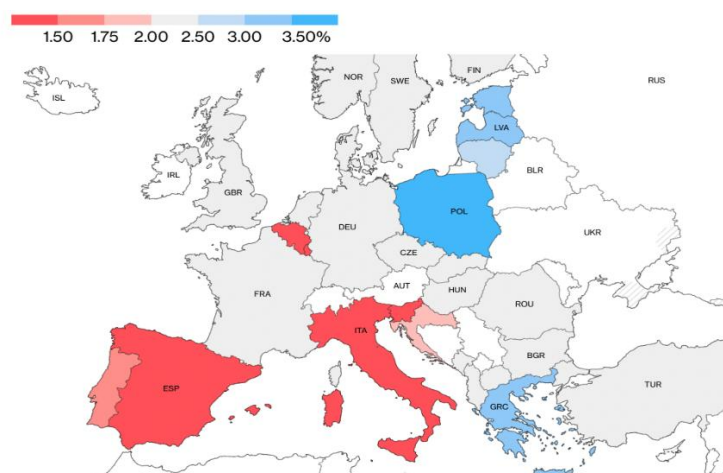 1.50 1.75 2.00 2.50 3.00 3.50%
NOR
SWE
FIN
RUS
ISL
LVA
IRL
GBR
BLR
DEU
POL
UKR
CZE
FRA
AUT
HUN
ROU
ITA
BGR
ESP
GRC
TUR